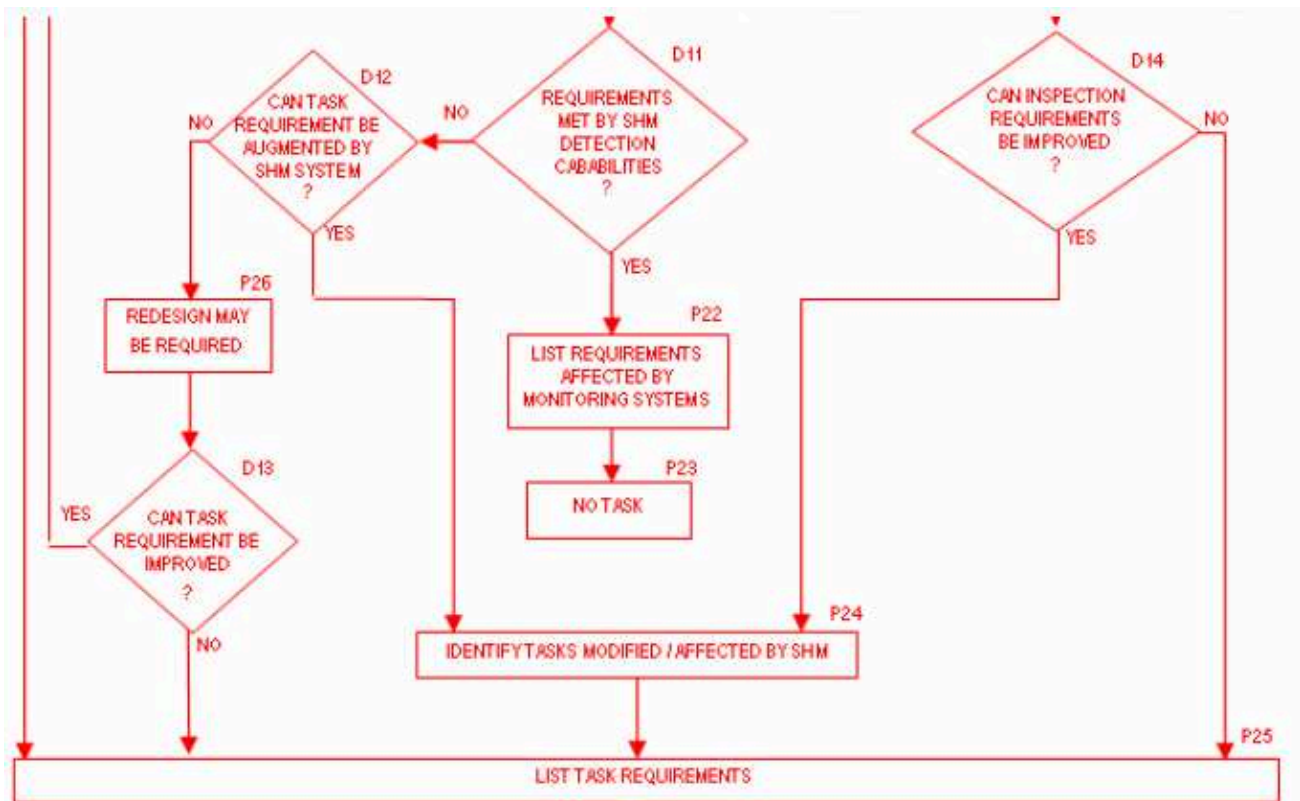 D11
D14
D12
CAN TASK
REQUIREMENT BE
AUGMENTED BY
SHM SYSTEM
?
NO
YES
REQUIREMENTS
MET BY SHM
DETECTION
CABABILITIES
?
NO
YES
CAN INSPECTION
REQUIREMENTS
BE IMPROVED
?
NO
YES
P26
REDESIGN MAY
BE REQUIRED
P22
LIST REQUIREMENTS
AFFECTED BY
MONITORING SYSTEMS
P23
NO TASK
D13
YES
CAN TASK
REQUIREMENT BE
IMPROVED
?
NO
P24
IDENTIFY TASKS MODIFIED / AFFECTED BY SHM
P25
LIST TASK REQUIREMENTS